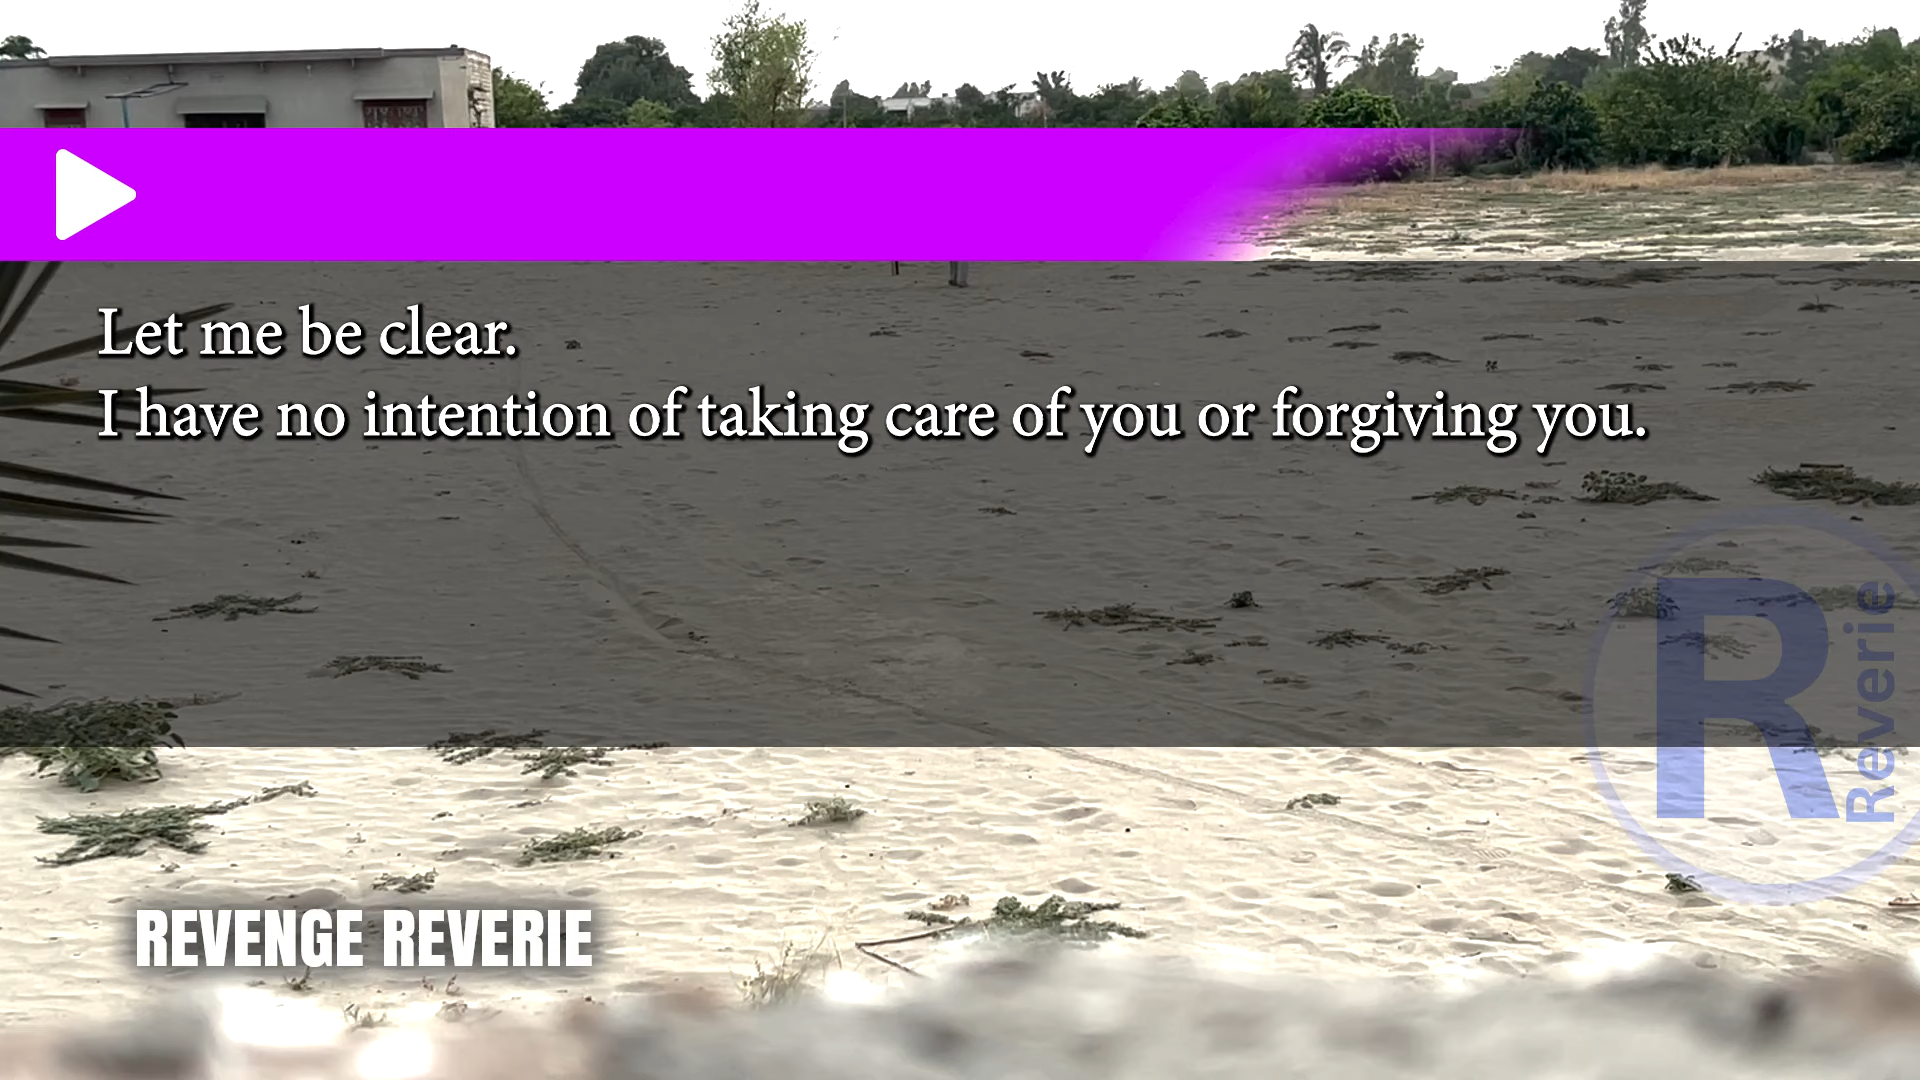 Let me be clear.
I have no intention of taking care of you or forgiving you.
R
Reverie
REVENGE REVERIE